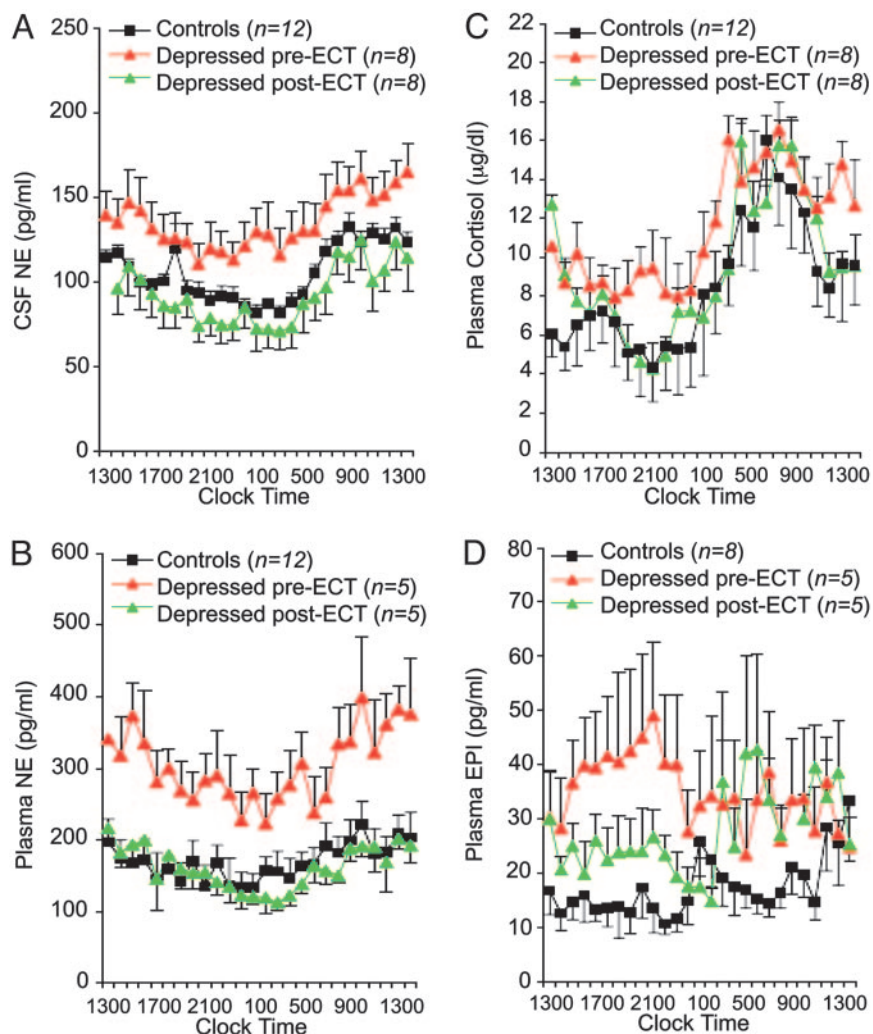 A
Controls (n=12)
Depressed pre-ECT (n=8)
Depressed post-ECT (n=8)
250
200
150
100
50
0
CSF NE (pg/ml)
1300 1700 2100 100 500 900 1300
Clock Time
C
Controls (n=12)
Depressed pre-ECT (n=8)
Depressed post-ECT (n=8)
22
20
18
16
14
12
10
8
6
4
2
0
Plasma Cortisol (µg/dl)
1300 1700 2100 100 500 900 1300
Clock Time
B
Controls (n=12)
Depressed pre-ECT (n=5)
Depressed post-ECT (n=5)
600
500
400
300
200
100
0
Plasma NE (pg/ml)
1300 1700 2100 100 500 900 1300
Clock Time
D
Controls (n=8)
Depressed pre-ECT (n=5)
Depressed post-ECT (n=5)
80
70
60
50
40
30
20
10
0
Plasma EPI (pg/ml)
1300 1700 2100 100 500 900 1300
Clock Time